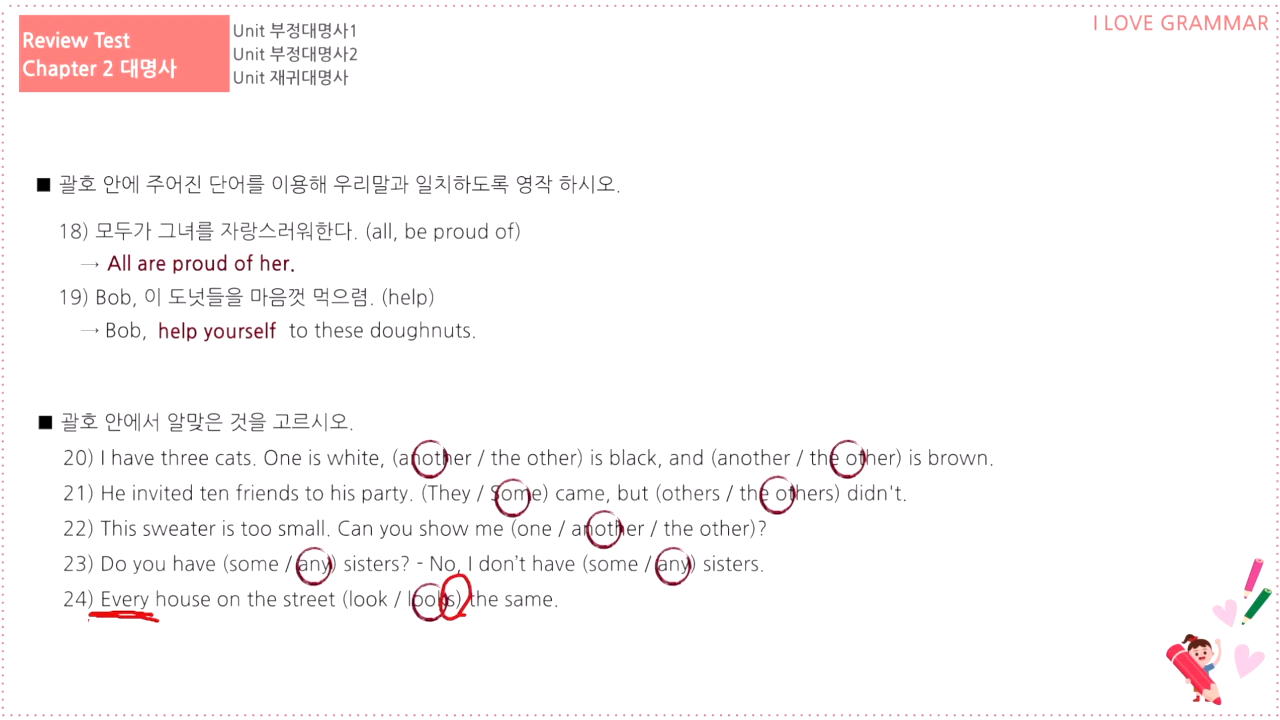 Review Test
Chapter 2 대명사
Unit 부정대명사1
Unit 부정대명사2
Unit 재귀대명사
I LOVE GRAMMAR
■ 괄호 안에 주어진 단어를 이용해 우리말과 일치하도록 영작 하시오.
18) 모두가 그녀를 자랑스러워한다. (all, be proud of)
→ All are proud of her.
19) Bob, 이 도넛들을 마음껏 먹으렴. (help)
→ Bob, help yourself to these doughnuts.
■ 괄호 안에서 알맞은 것을 고르시오.
20) I have three cats. One is white, (another / the other) is black, and (another / the other) is brown.
21) He invited ten friends to his party. (They / Some) came, but (others / the others) didn't.
22) This sweater is too small. Can you show me (one / another / the other)?
23) Do you have (some / any) sisters? - No, I don’t have (some / any) sisters.
24) Every house on the street (look / looks) the same.